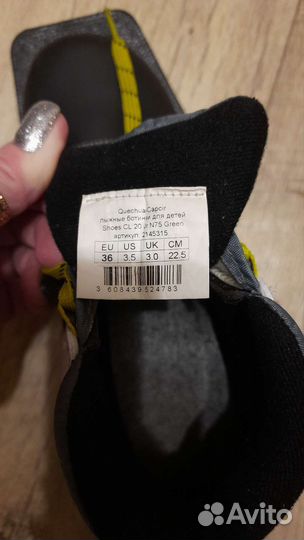 Quechua Capcir
лыжные ботинки для детей
Shoes CL 20 jr N75 Green
артикул: 2145315
EU US UK CM
36 3.5 3.0 22.5
3 608439 524783
Avito